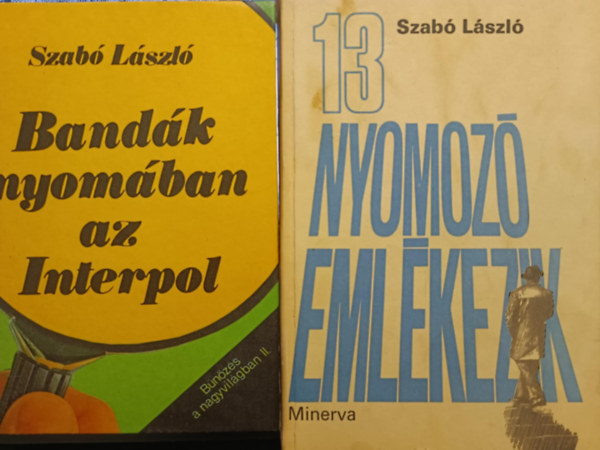 Szabó László
Bandák
nyomában
az
Interpol
Bűnözés
a nagyvilágban II.
13
Szabó László
NYOMOZÓ
EMLÉKEZIK
Minerva